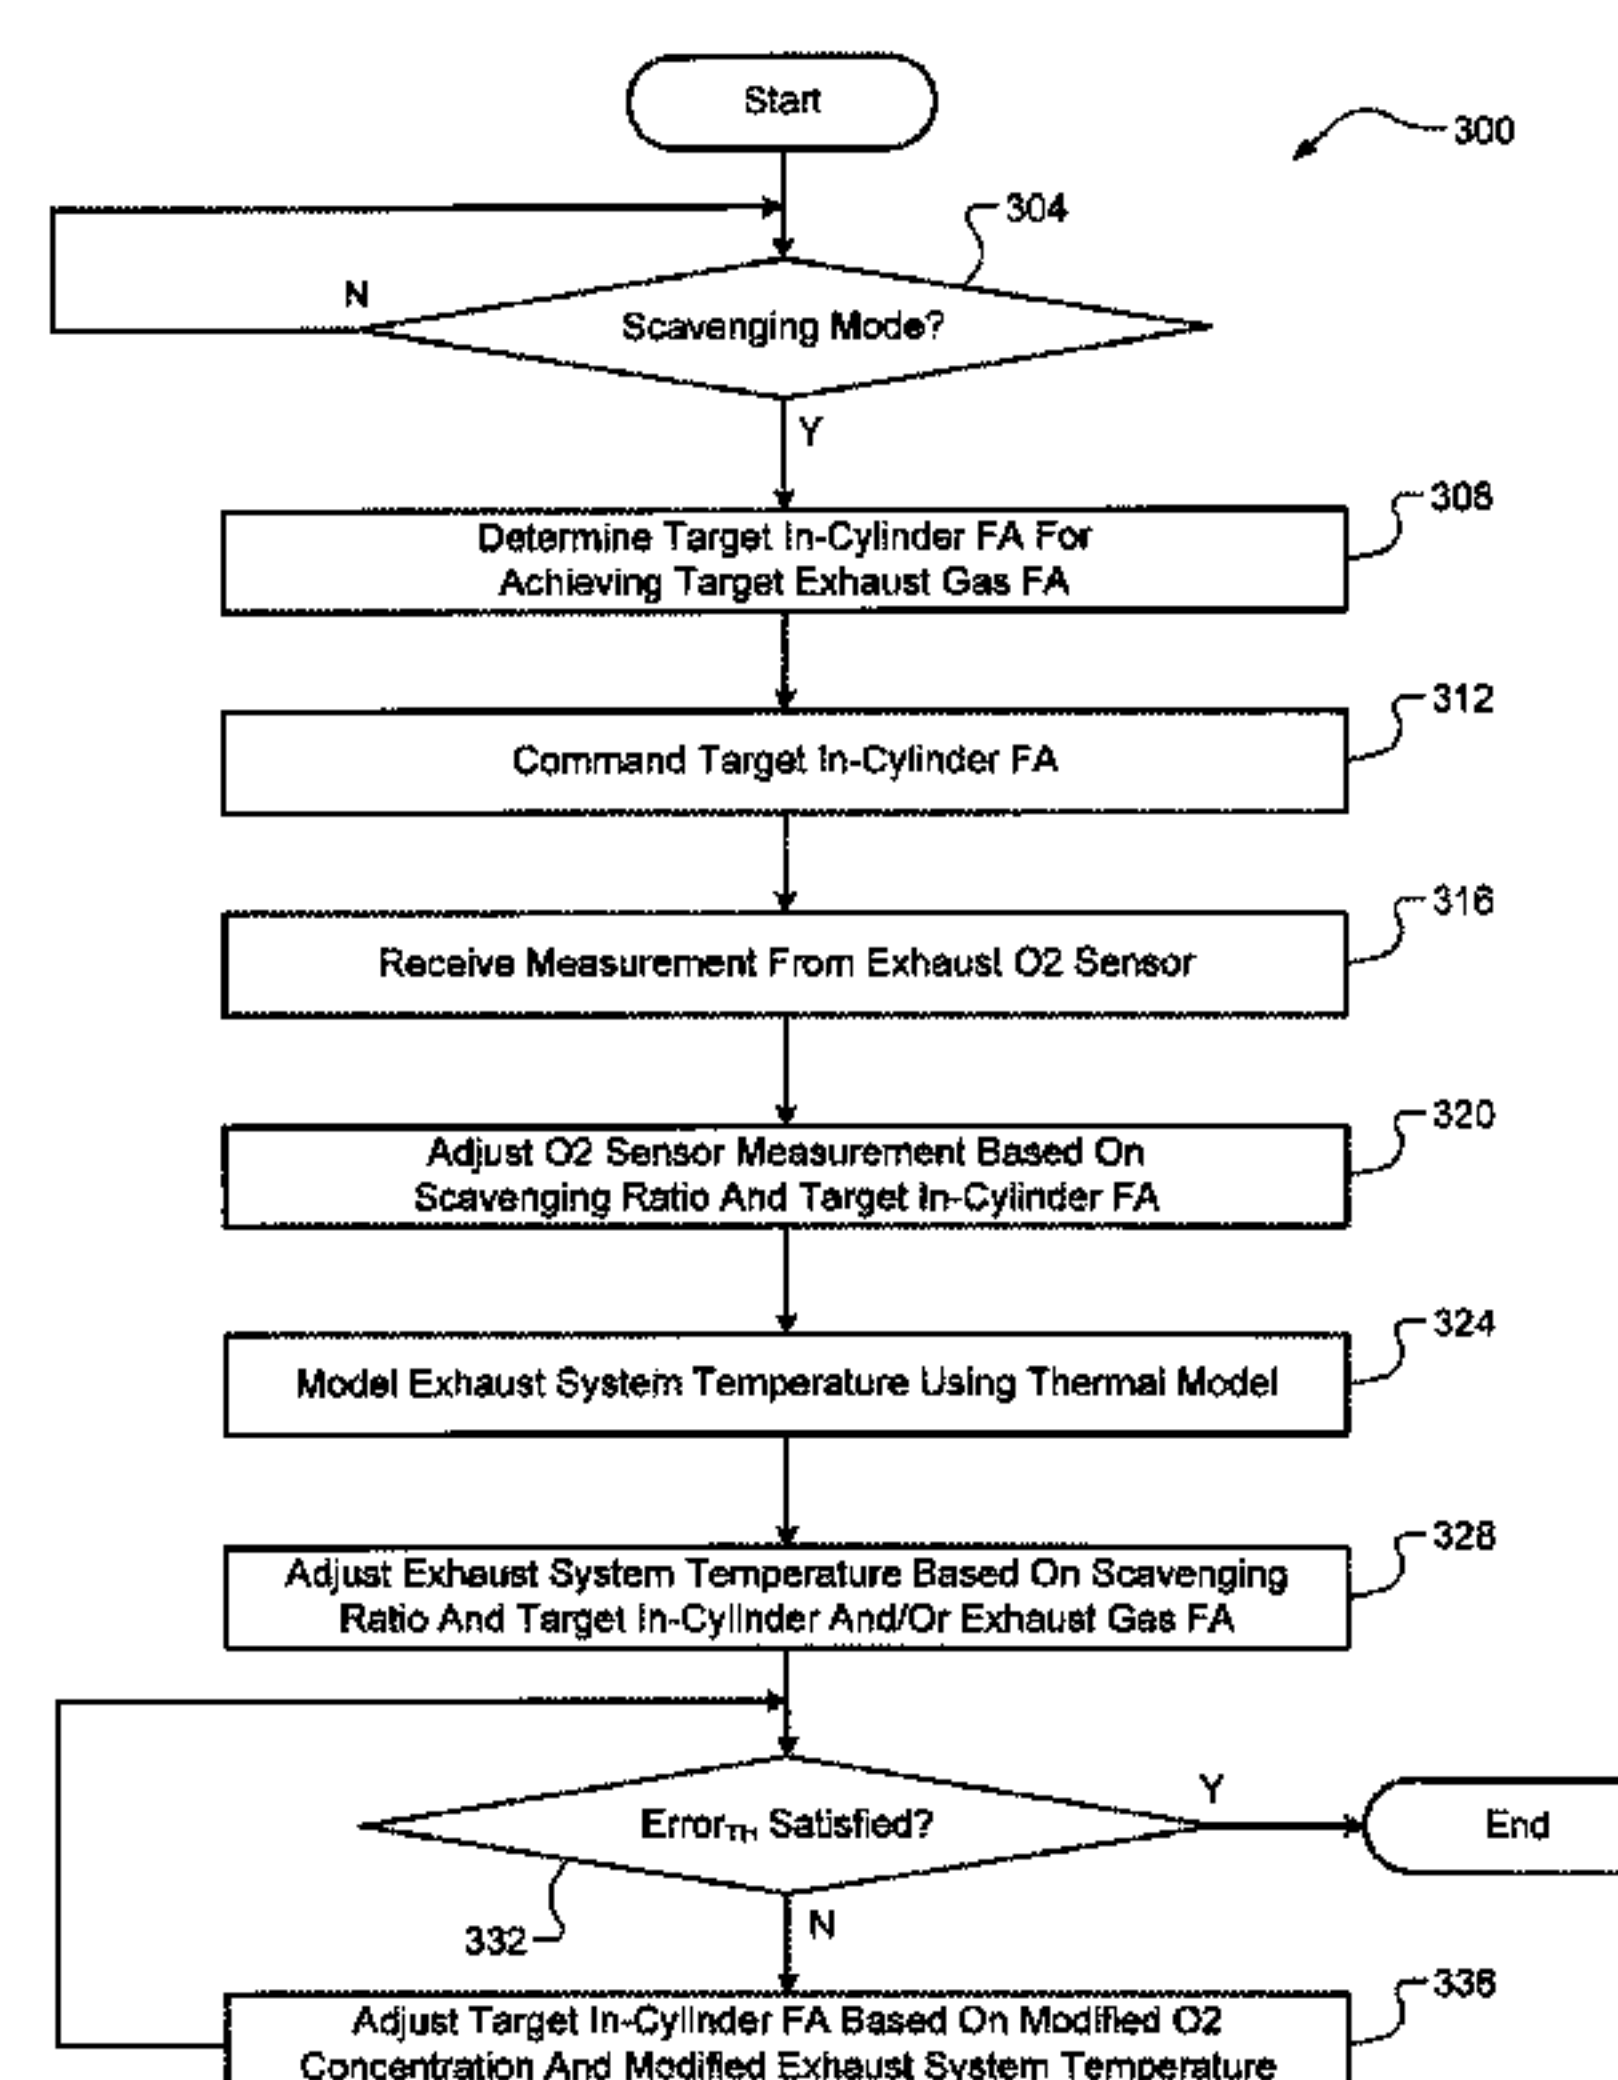 Start
300
304
N
Scavenging Mode?
Y
308
Determine Target In-Cylinder FA For
Achieving Target Exhaust Gas FA
312
Command Target In-Cylinder FA
316
Receive Measurement From Exhaust O2 Sensor
320
Adjust O2 Sensor Measurement Based On
Scavenging Ratio And Target In-Cylinder FA
324
Model Exhaust System Temperature Using Thermal Model
328
Adjust Exhaust System Temperature Based On Scavenging
Ratio And Target In-Cylinder And/Or Exhaust Gas FA
Y
ErrorTH Satisfied?
End
332
N
336
Adjust Target In-Cylinder FA Based On Modified O2
Concentration And Modified Exhaust System Temperature